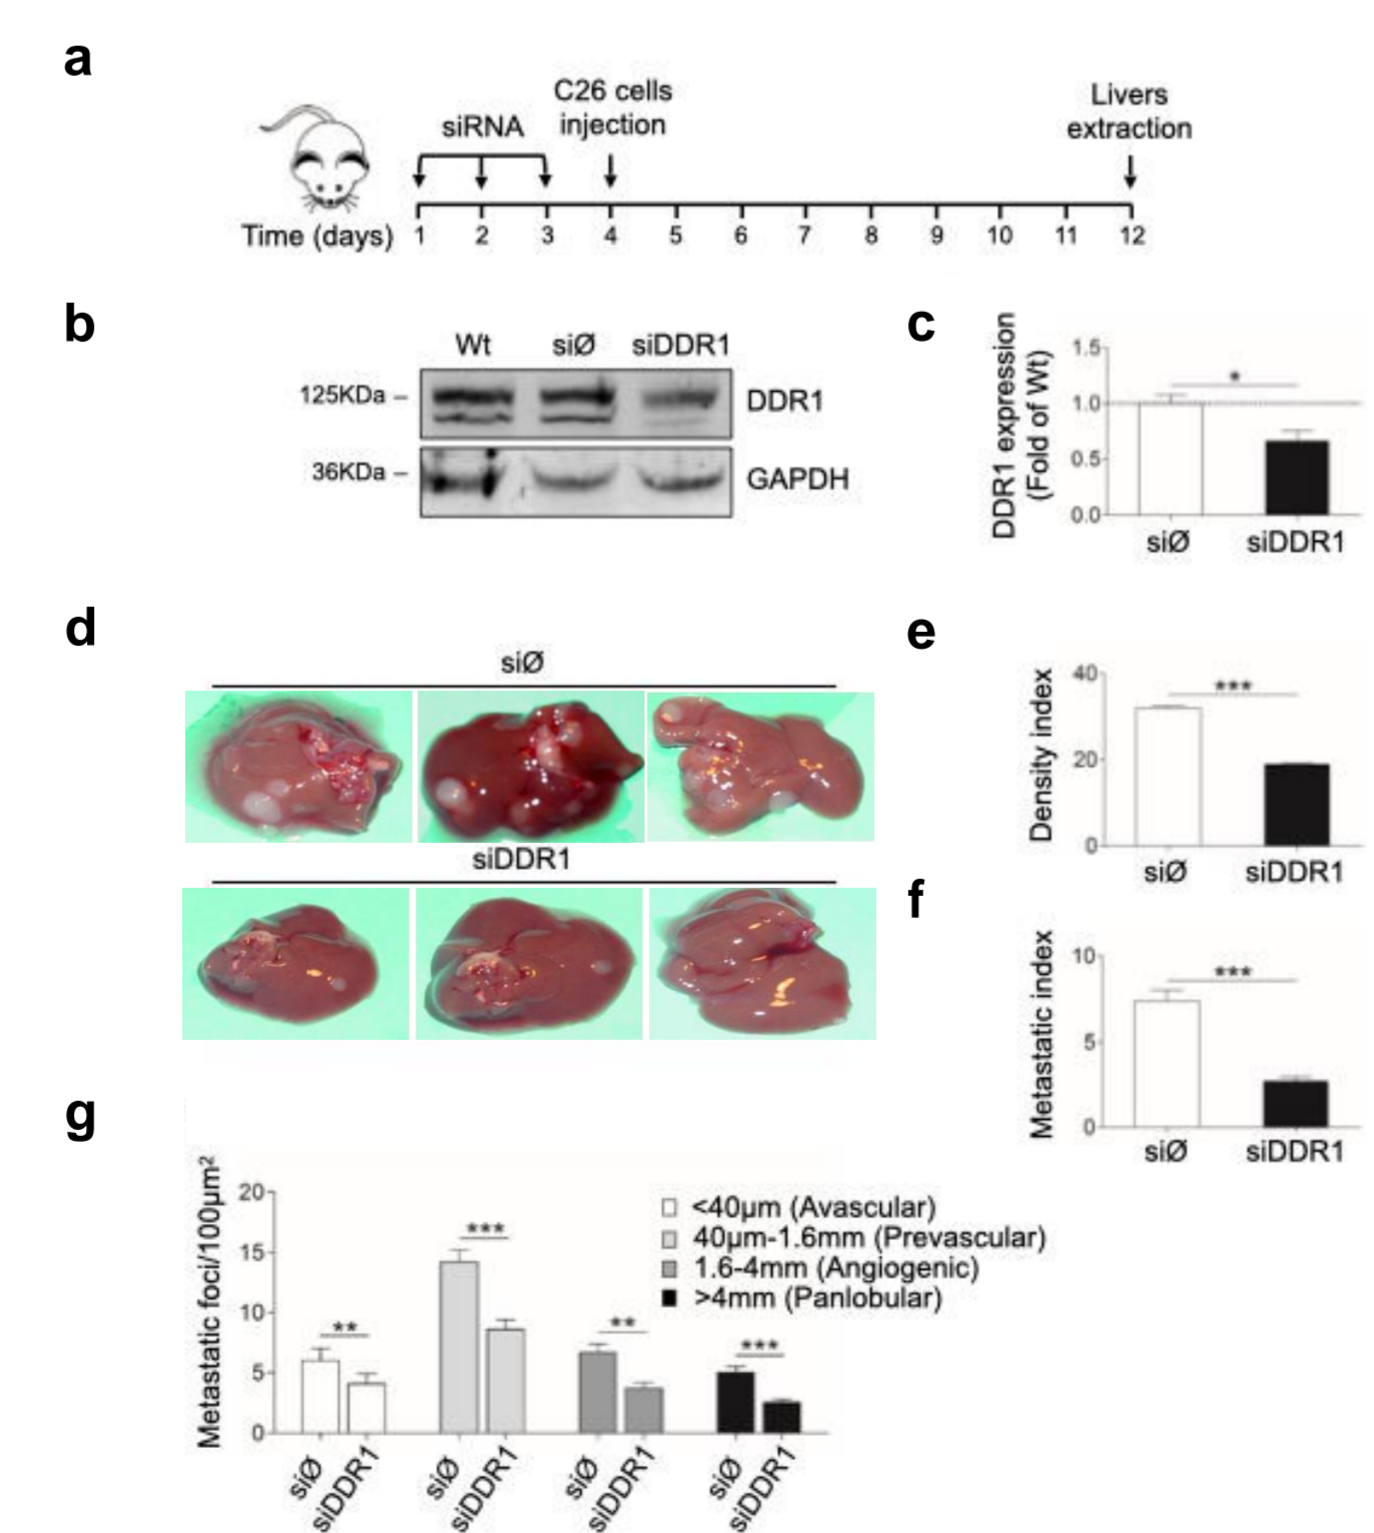 a
siRNA
C26 cells
injection
Livers
extraction
Time (days)
1 2 3 4 5 6 7 8 9 10 11 12
b
Wt siØ siDDR1
125KDa
DDR1
36KDa
GAPDH
c
DDR1 expression
(Fold of Wt)
1.5
*
1.0
0.5
0.0
siØ siDDR1
d
siØ
siDDR1
e
Density index
40
***
20
0
siØ siDDR1
f
Metastatic index
10
***
5
0
siØ siDDR1
g
Metastatic foci/100µm²
20
15
10
5
0
**
***
**
***
<40µm (Avascular)
40µm-1.6mm (Prevascular)
1.6-4mm (Angiogenic)
>4mm (Panlobular)
siØ siDDR1 siØ siDDR1 siØ siDDR1 siØ siDDR1